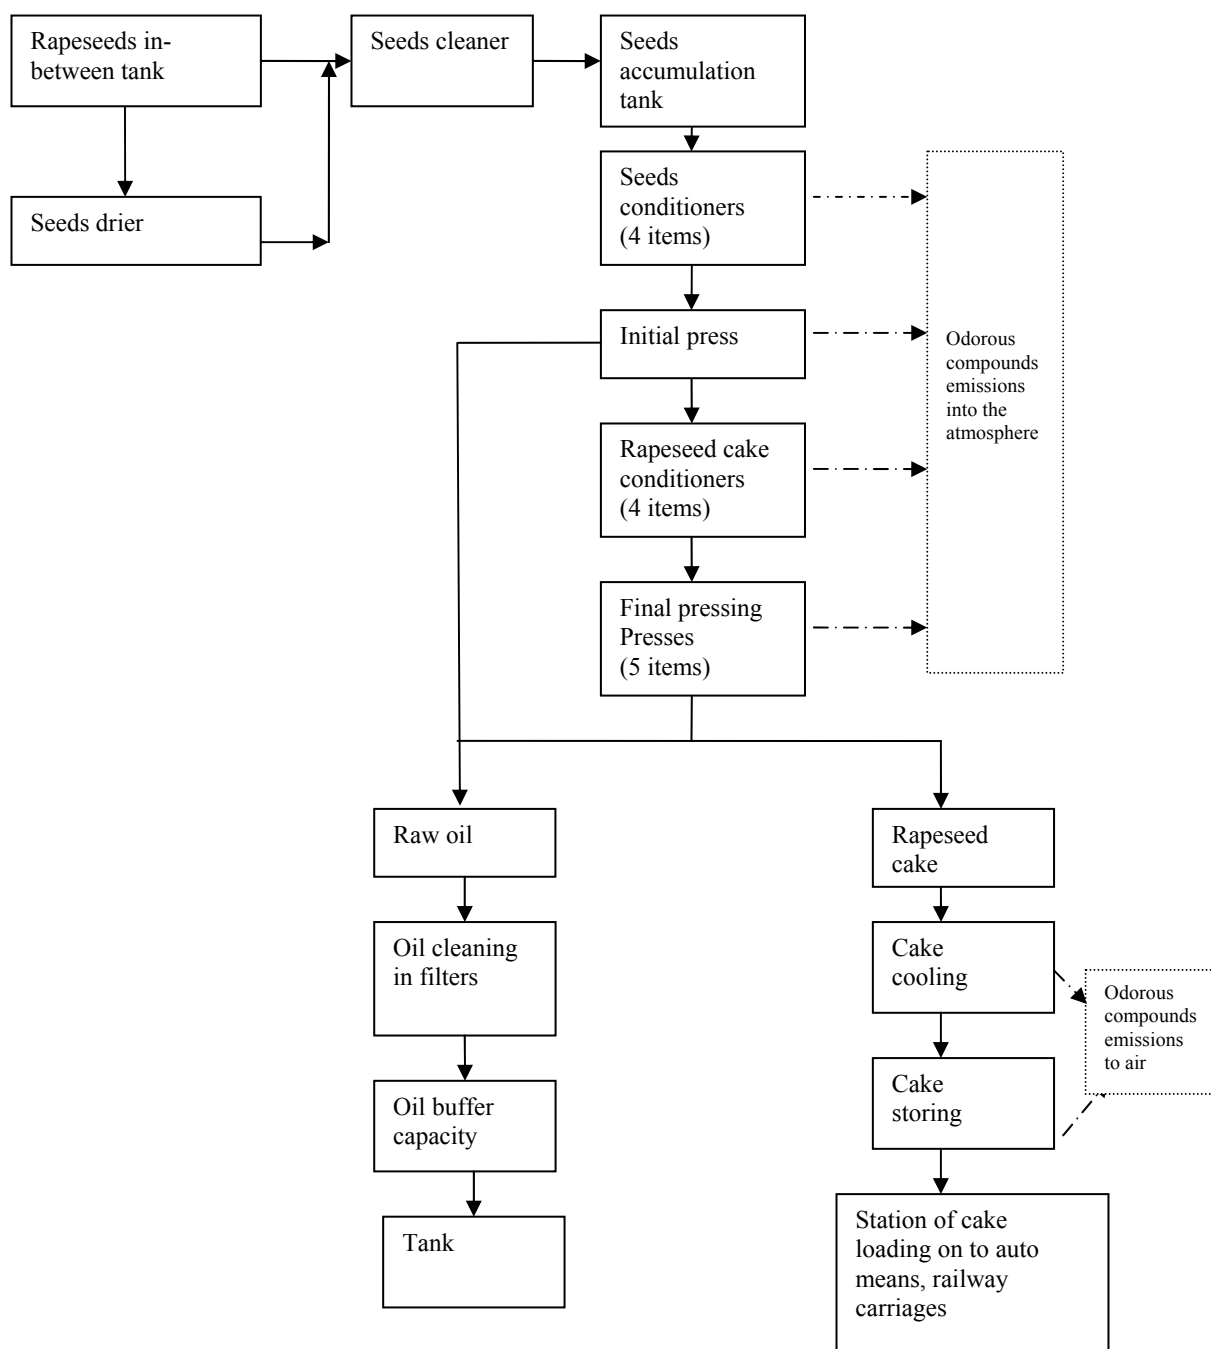 Rapeseeds in-
between tank
Seeds cleaner
Seeds
accumulation
tank
Seeds drier
Seeds
conditioners
(4 items)
Initial press
Rapeseed cake
conditioners
(4 items)
Final pressing
Presses
(5 items)
Odorous
compounds
emissions
into the
atmosphere
Raw oil
Oil cleaning
in filters
Oil buffer
capacity
Tank
Rapeseed
cake
Cake
cooling
Cake
storing
Station of cake
loading on to auto
means, railway
carriages
Odorous
compounds
emissions
to air